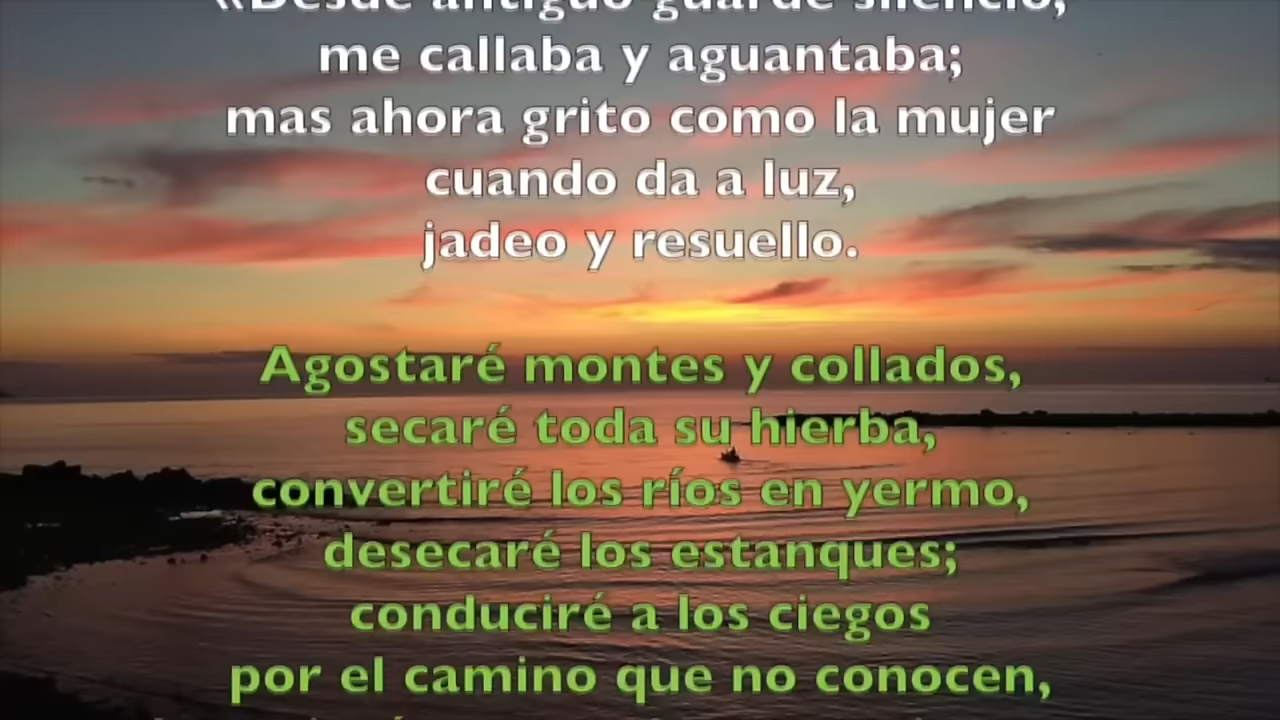 «Desde antiguo guardé silencio,
me callaba y aguantaba;
mas ahora grito como la mujer
cuando da a luz,
jadeo y resuello.
Agostaré montes y collados,
secaré toda su hierba,
convertiré los ríos en yermo,
desecaré los estanques;
conduciré a los ciegos
por el camino que no conocen,